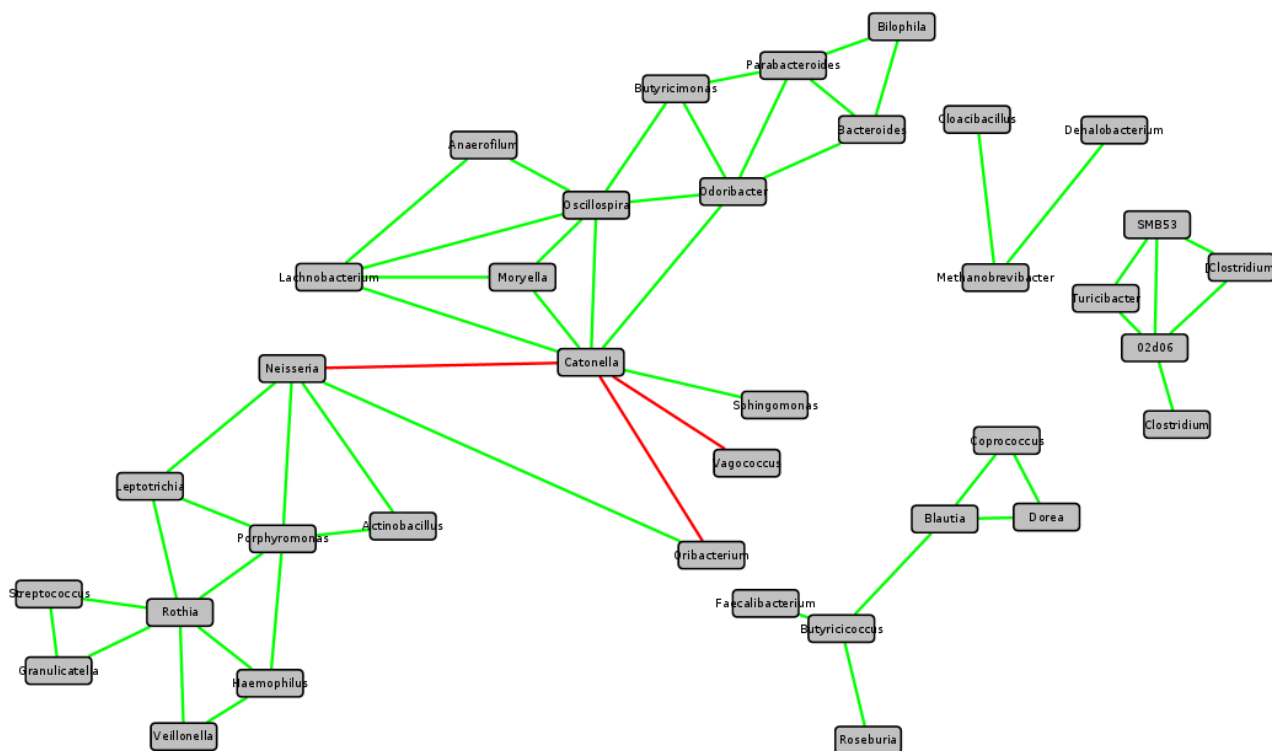 Bilophila
Parabacteroides
Butyricimonas
Cloacibacillus
Bacteroides
Dehalobacterium
Anaerofilum
Odoribacter
Oscillospira
SMB53
[Clostridium]
Lachnobacterium
Moryella
Methanobrevibacter
Turicibacter
02d06
Catonella
Neisseria
Sphingomonas
Clostridium
Coprococcus
Vagococcus
Leptotrichia
Blautia
Dorea
Actinobacillus
Porphyromonas
Oribacterium
Streptococcus
Faecalibacterium
Rothia
Butyricicoccus
Granulicatella
Haemophilus
Veillonella
Roseburia